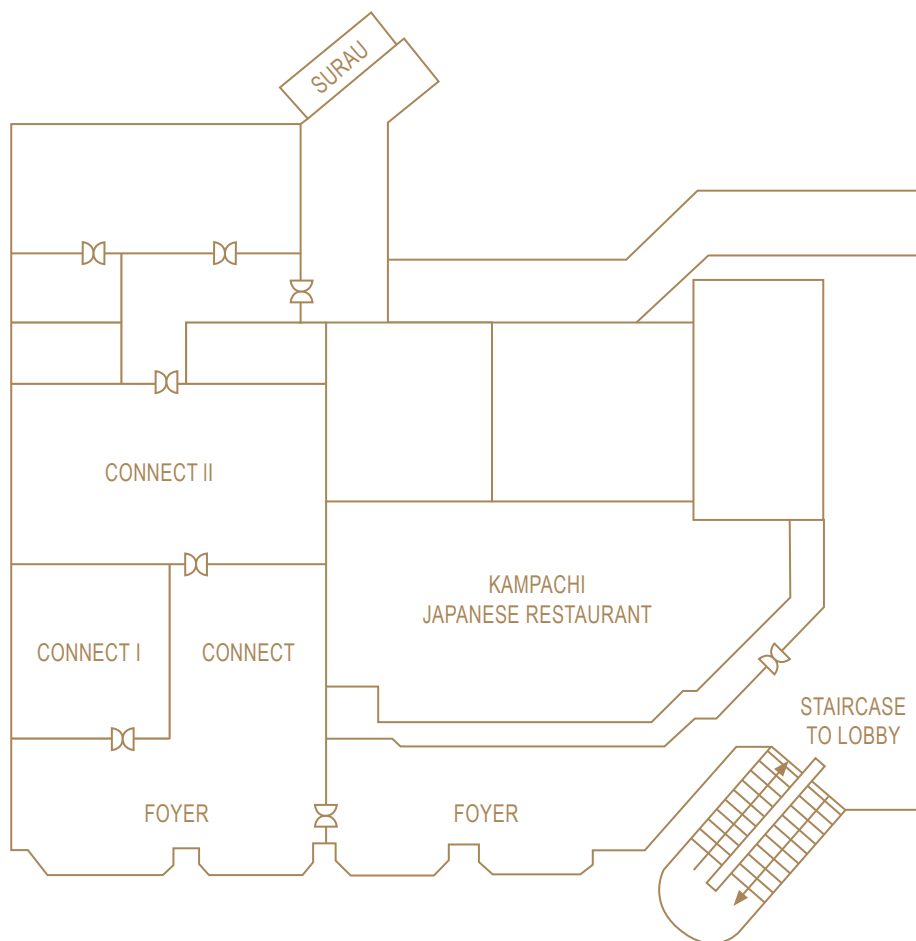 SURAU
CONNECT II
KAMPACHI
JAPANESE RESTAURANT
CONNECT I
CONNECT
STAIRCASE
TO LOBBY
FOYER
FOYER